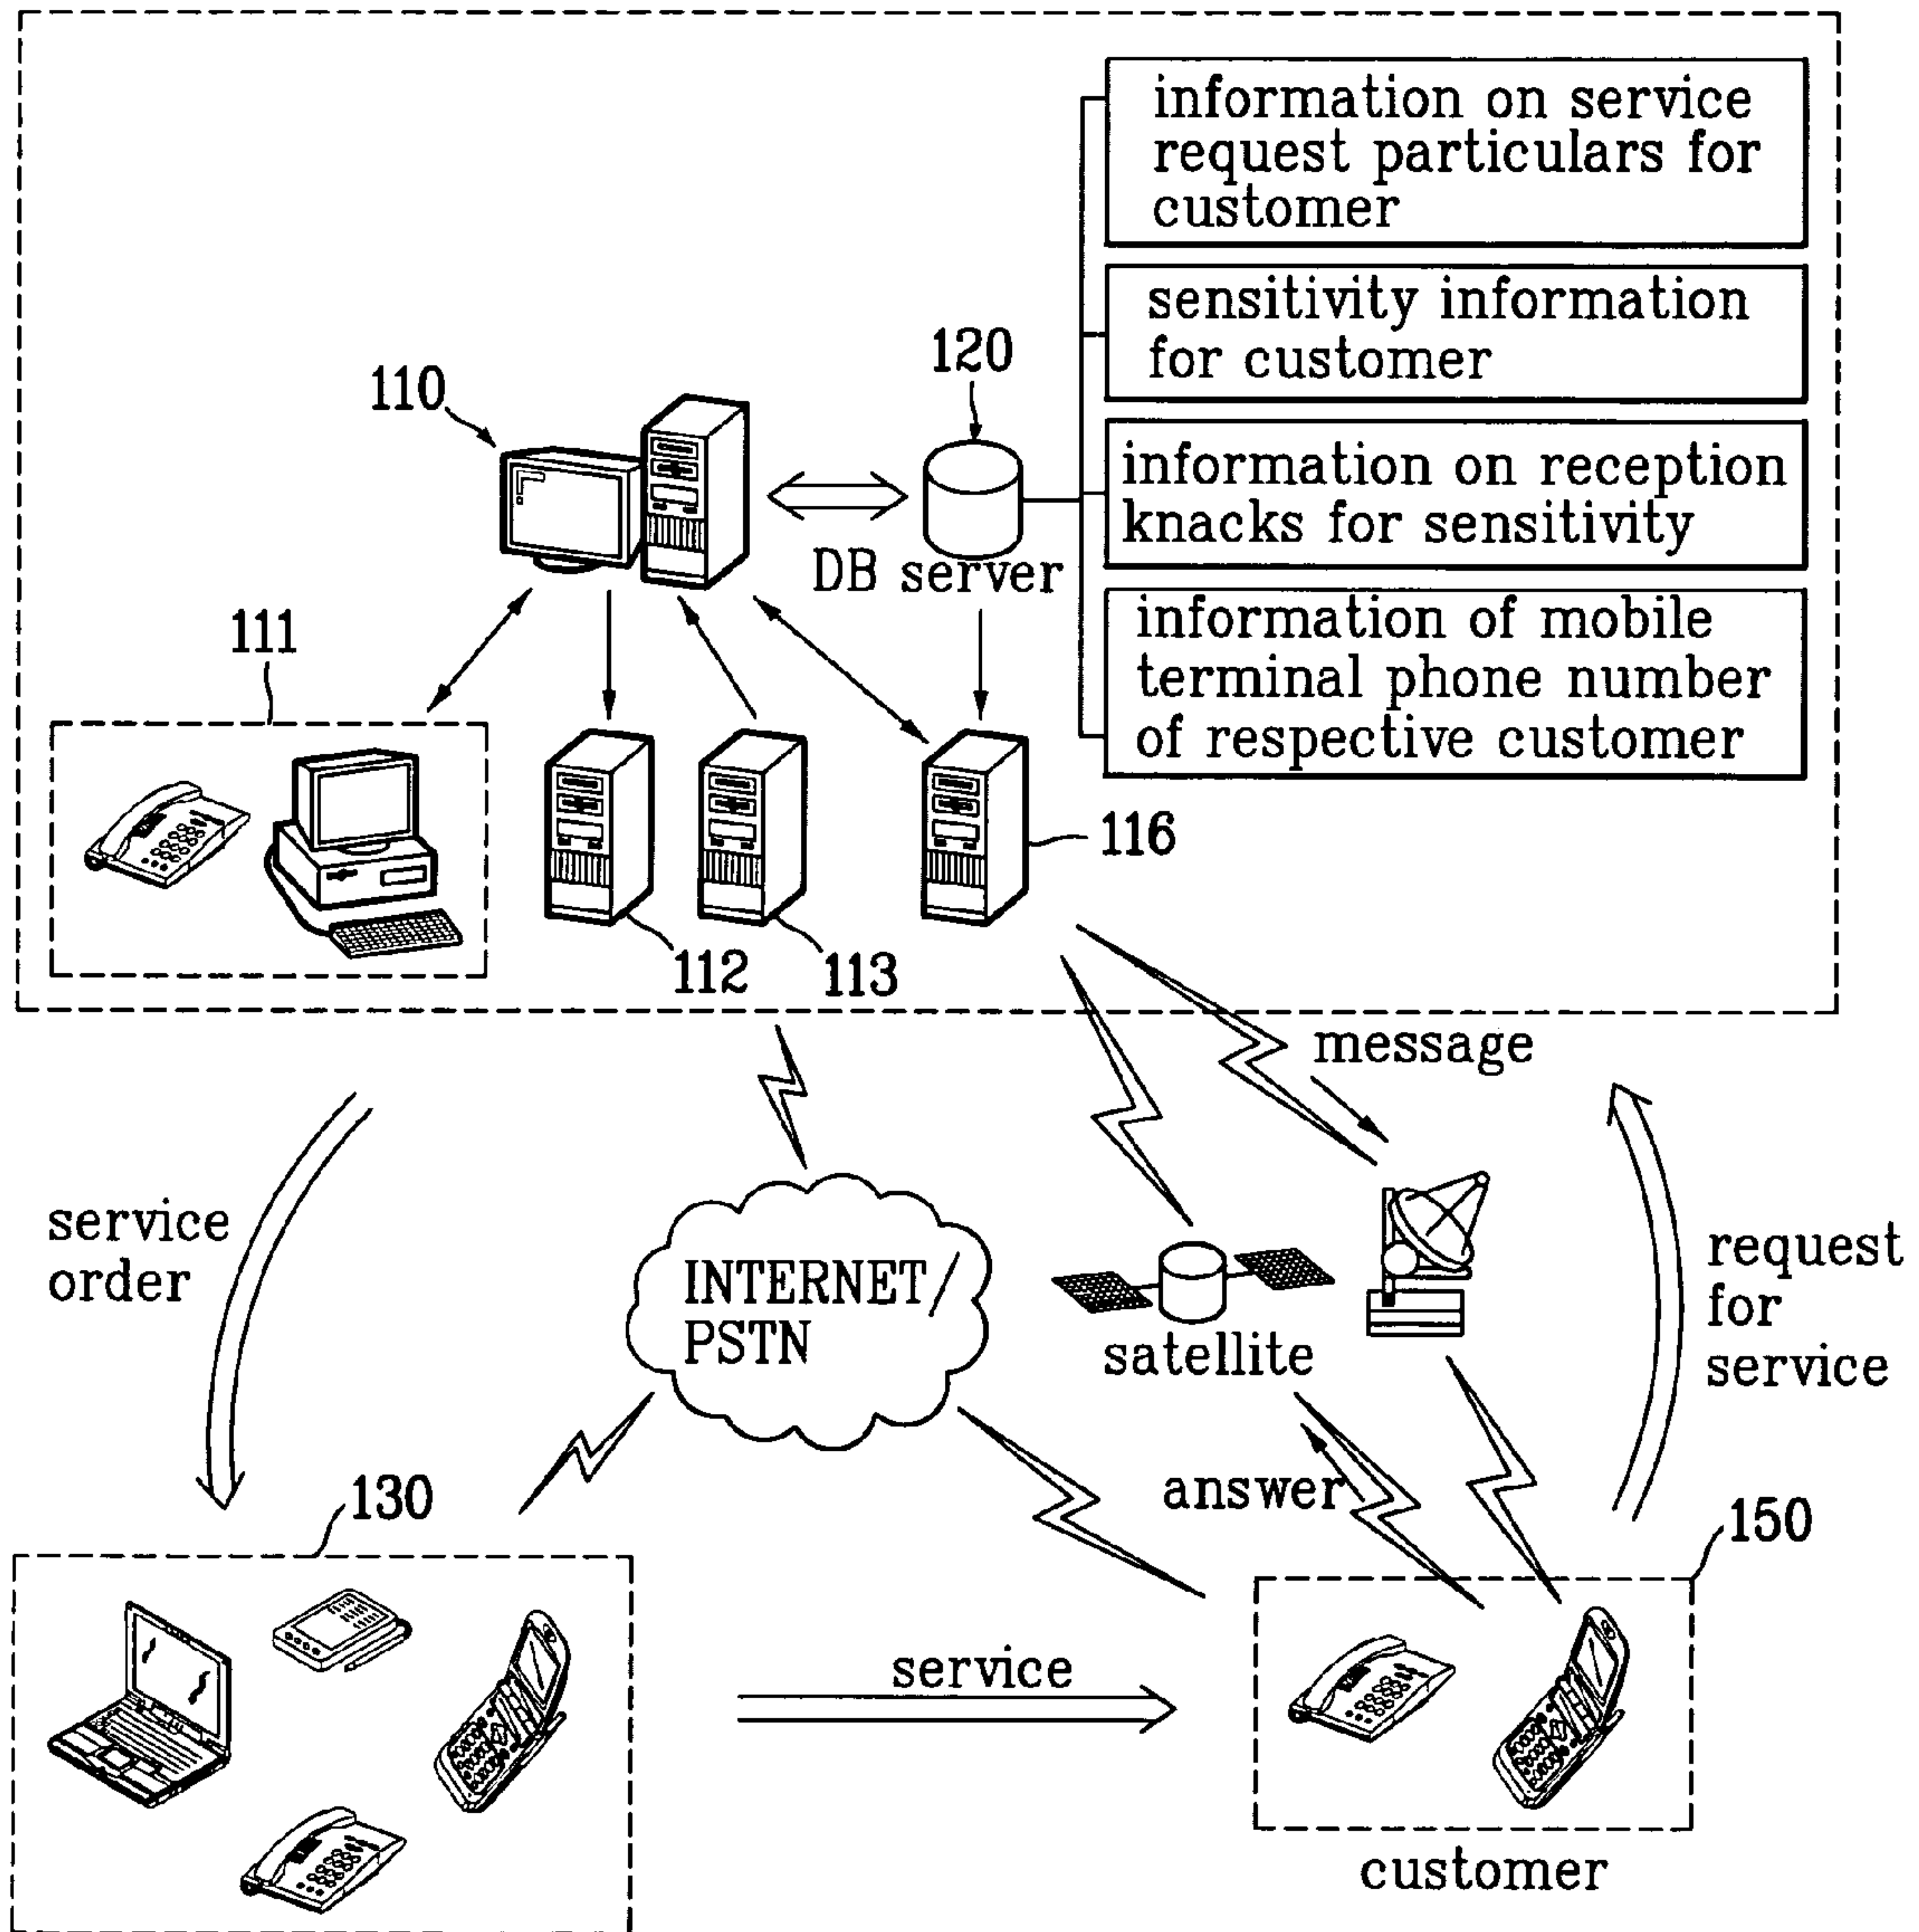 information on service
request particulars for
customer
sensitivity information
for customer
120
110
information on reception
knacks for sensitivity
DB server
information of mobile
terminal phone number
of respective customer
111
116
112
113
message
service
order
INTERNET/
PSTN
satellite
request
for
service
answer
130
150
service
customer